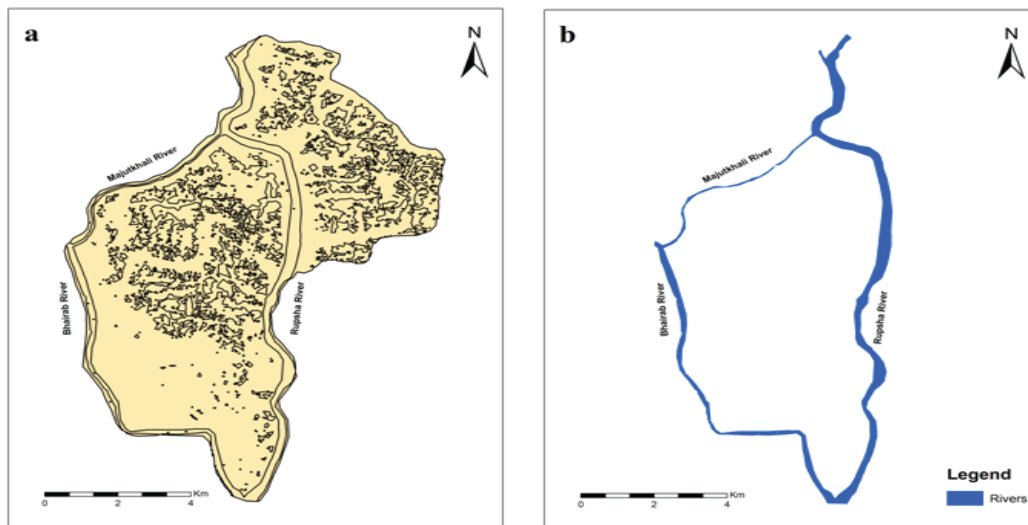 a
N
Majutkhali River
Bhairab River
Rupsha River
Km
0 2 4
b
N
Majutkhali River
Bhairab River
Rupsha River
Km
0 2 4
Legend
Rivers